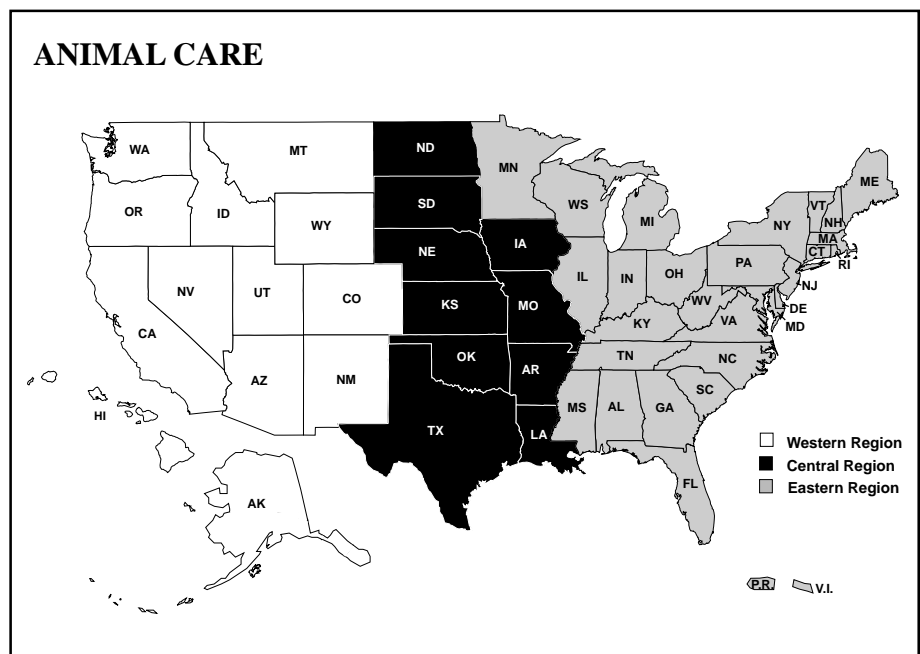 ANIMAL CARE
WA
MT
ND
MN
ME
OR
ID
WY
SD
WS
MI
NY
VT
NH
MA
CT
RI
NV
UT
CO
NE
IA
IL
IN
OH
PA
NJ
CA
KS
MO
WV
VA
DE
MD
KY
AZ
NM
OK
AR
TN
NC
HI
TX
LA
MS
AL
GA
SC
FL
AK
Western Region
Central Region
Eastern Region
P.R.
V.I.